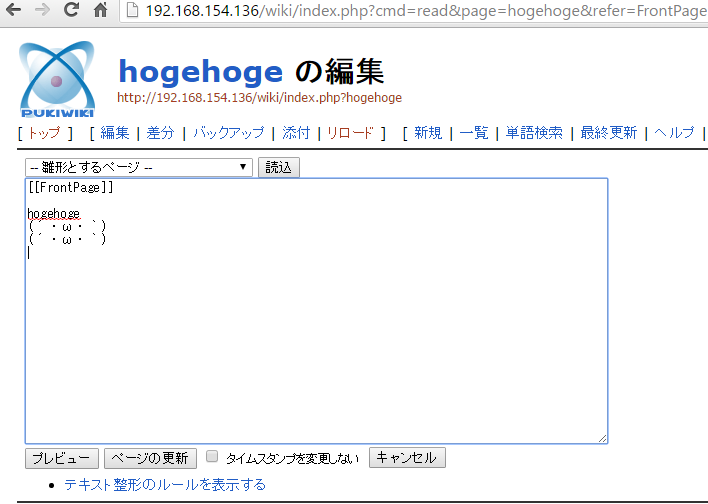 192.168.154.136/wiki/index.php?cmd=read&page=hogehoge&refer=FrontPage
PUKIWIKI
hogehoge の編集
http://192.168.154.136/wiki/index.php?hogehoge
[ トップ ] [ 編集 | 差分 | バックアップ | 添付 | リロード ] [ 新規 | 一覧 | 単語検索 | 最終更新 | ヘルプ ]
-- 雛形とするページ -- 読込
[[FrontPage]]
hogehoge
(´・ω・`)
(´・ω・`)
プレビュー ページの更新 タイムスタンプを変更しない キャンセル
テキスト整形のルールを表示する